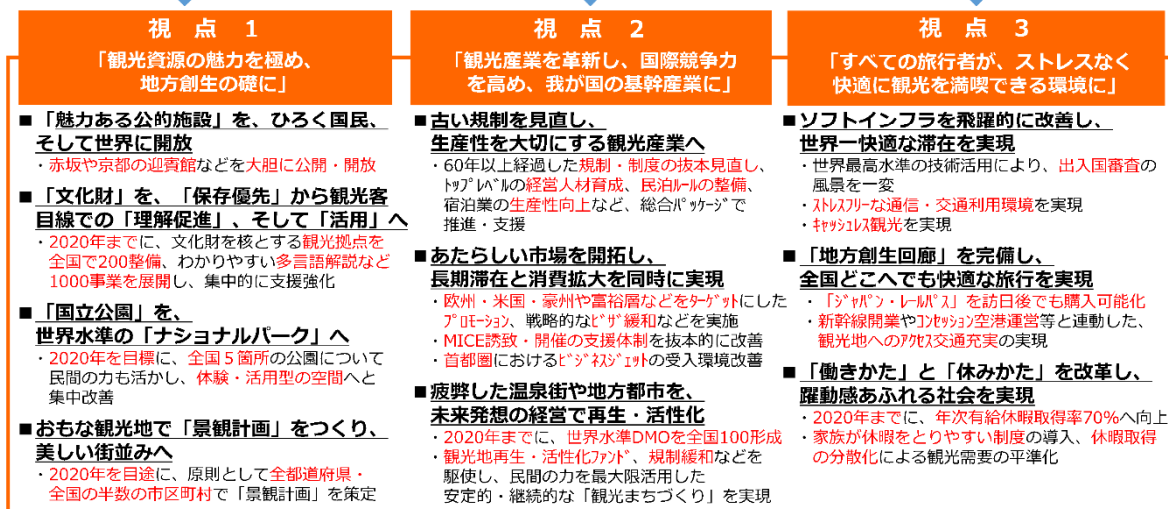 視 点 1
「観光資源の魅力を極め、
地方創生の礎に」
■「魅力ある公的施設」を、ひろく国民、
そして世界に開放
・赤坂や京都の迎賓館などを大胆に公開・開放
■「文化財」を、「保存優先」から観光客
目線での「理解促進」、そして「活用」へ
・2020年までに、文化財を核とする観光拠点を
全国で200整備、わかりやすい多言語解説など
1000事業を展開し、集中的に支援強化
■「国立公園」を、
世界水準の「ナショナルパーク」へ
・2020年を目標に、全国５箇所の公園について
民間の力も活かし、体験・活用型の空間へと
集中改善
■おもな観光地で「景観計画」をつくり、
美しい街並みへ
・2020年を目途に、原則として全都道府県・
全国の半数の市区町村で「景観計画」を策定
視 点 2
「観光産業を革新し、国際競争力
を高め、我が国の基幹産業に」
■古い規制を見直し、
生産性を大切にする観光産業へ
・60年以上経過した規制・制度の抜本見直し、
ﾄｯﾌﾟﾚﾍﾞﾙの経営人材育成、民泊ﾙｰﾙの整備、
宿泊業の生産性向上など、総合ﾊﾟｯｹｰｼﾞで
推進・支援
■あたらしい市場を開拓し、
長期滞在と消費拡大を同時に実現
・欧州・米国・豪州や富裕層などをﾀｰｹﾞｯﾄにした
ﾌﾟﾛﾓｰｼｮﾝ、戦略的なﾋﾞｻﾞ緩和などを実施
・MICE誘致・開催の支援体制を抜本的に改善
・首都圏におけるﾋﾞｼﾞﾈｽｼﾞｪｯﾄの受入環境改善
■疲弊した温泉街や地方都市を、
未来発想の経営で再生・活性化
・2020年までに、世界水準DMOを全国100形成
・観光地再生・活性化ﾌｧﾝﾄﾞ、規制緩和などを
駆使し、民間の力を最大限活用した
安定的・継続的な「観光まちづくり」を実現
視 点 3
「すべての旅行者が、ストレスなく
快適に観光を満喫できる環境に」
■ソフトインフラを飛躍的に改善し、
世界一快適な滞在を実現
・世界最高水準の技術活用により、出入国審査の
風景を一変
・ｽﾄﾚｽﾌﾘｰな通信・交通利用環境を実現
・ｷｬｯｼｭﾚｽ観光を実現
■「地方創生回廊」を完備し、
全国どこへでも快適な旅行を実現
・「ｼﾞｬﾊﾟﾝ・ﾚｰﾙﾊﾟｽ」を訪日後でも購入可能化
・新幹線開業やｺﾝｾｯｼｮﾝ空港運営等と連動した、
観光地へのｱｸｾｽ交通充実の実現
■「働きかた」と「休みかた」を改革し、
躍動感あふれる社会を実現
・2020年までに、年次有給休暇取得率70%へ向上
・家族が休暇をとりやすい制度の導入、休暇取得
の分散化による観光需要の平準化